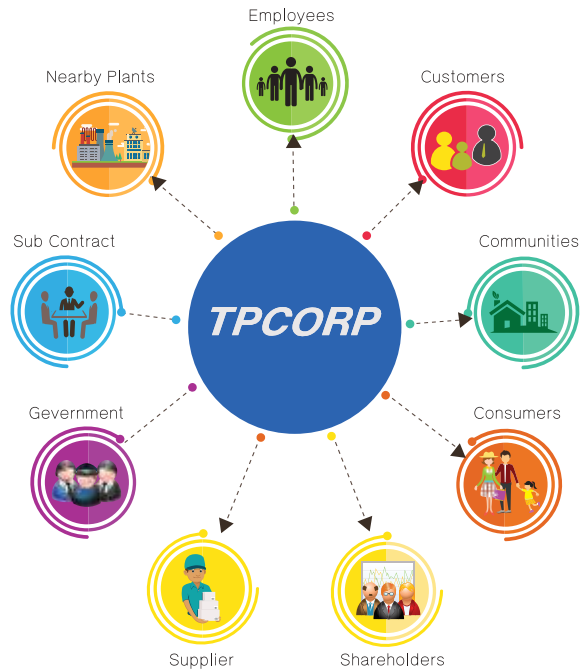 Employees
Nearby Plants
Customers
Sub Contract
Communities
TPCORP
Gevernment
Consumers
Supplier
Shareholders